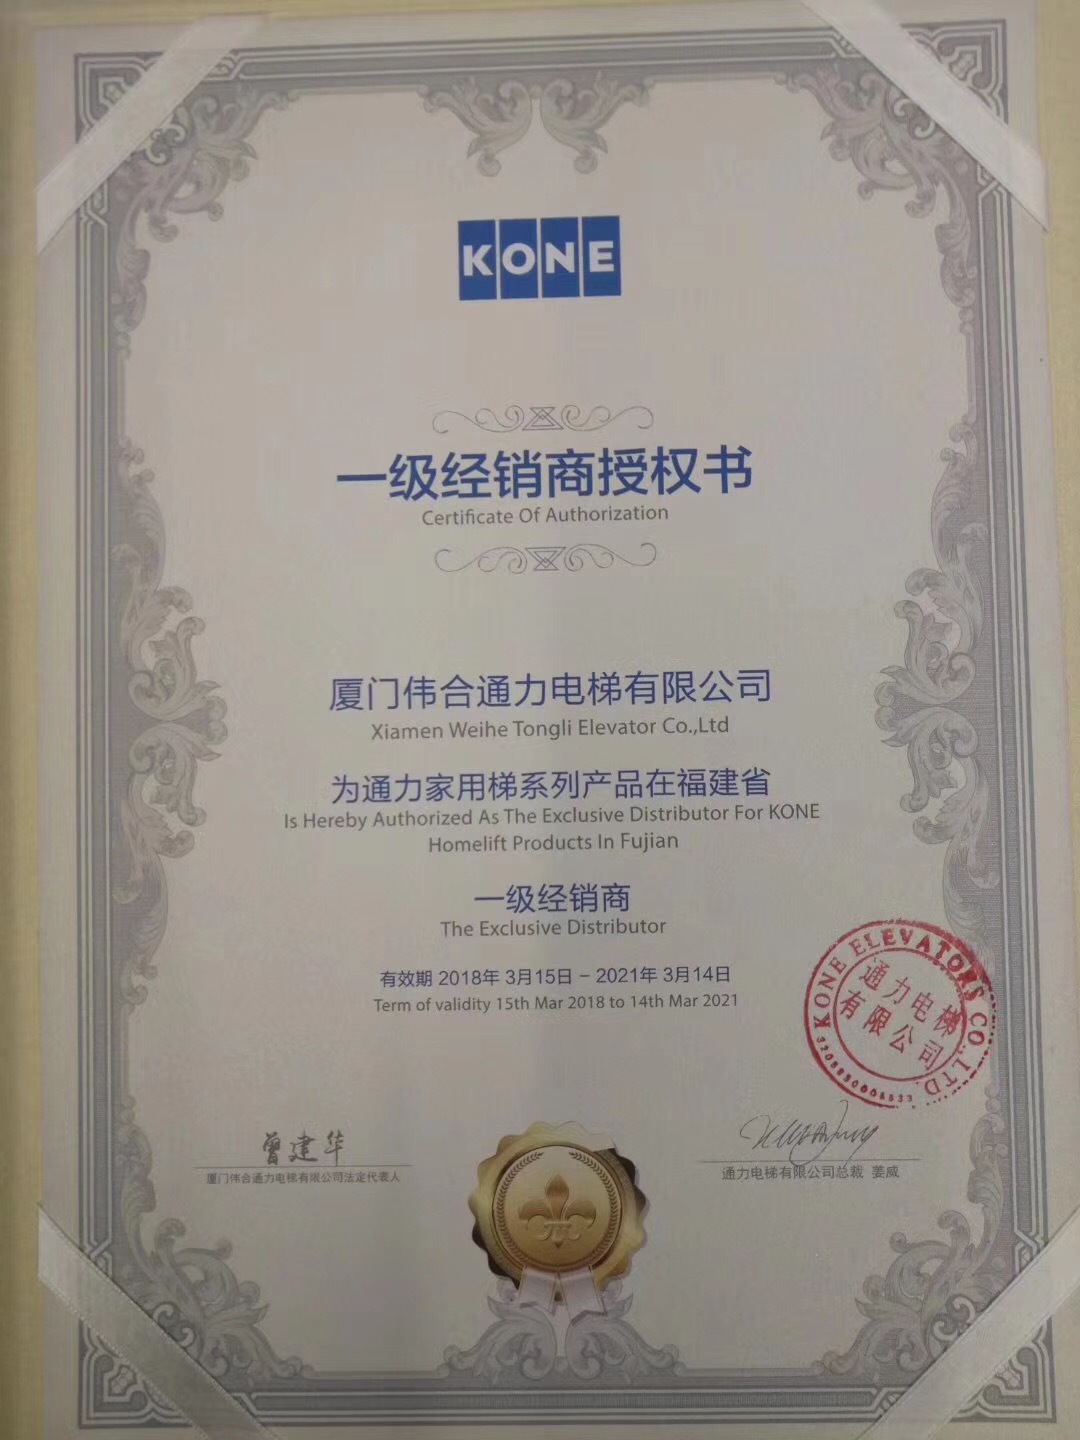 KONE
一级经销商授权书
Certificate Of Authorization
厦门伟合通力电梯有限公司
Xiamen Weihe Tongli Elevator Co.,Ltd
为通力家用梯系列产品在福建省
Is Hereby Authorized As The Exclusive Distributor For KONE
Homelift Products In Fujian
一级经销商
The Exclusive Distributor
有效期 2018年 3月15日 – 2021年 3月14日
Term of validity 15th Mar 2018 to 14th Mar 2021
KONE ELEVATORS CO.,LTD.
通力电梯
有限公司
曾建华
厦门伟合通力电梯有限公司法定代表人
通力电梯有限公司总裁 姜威